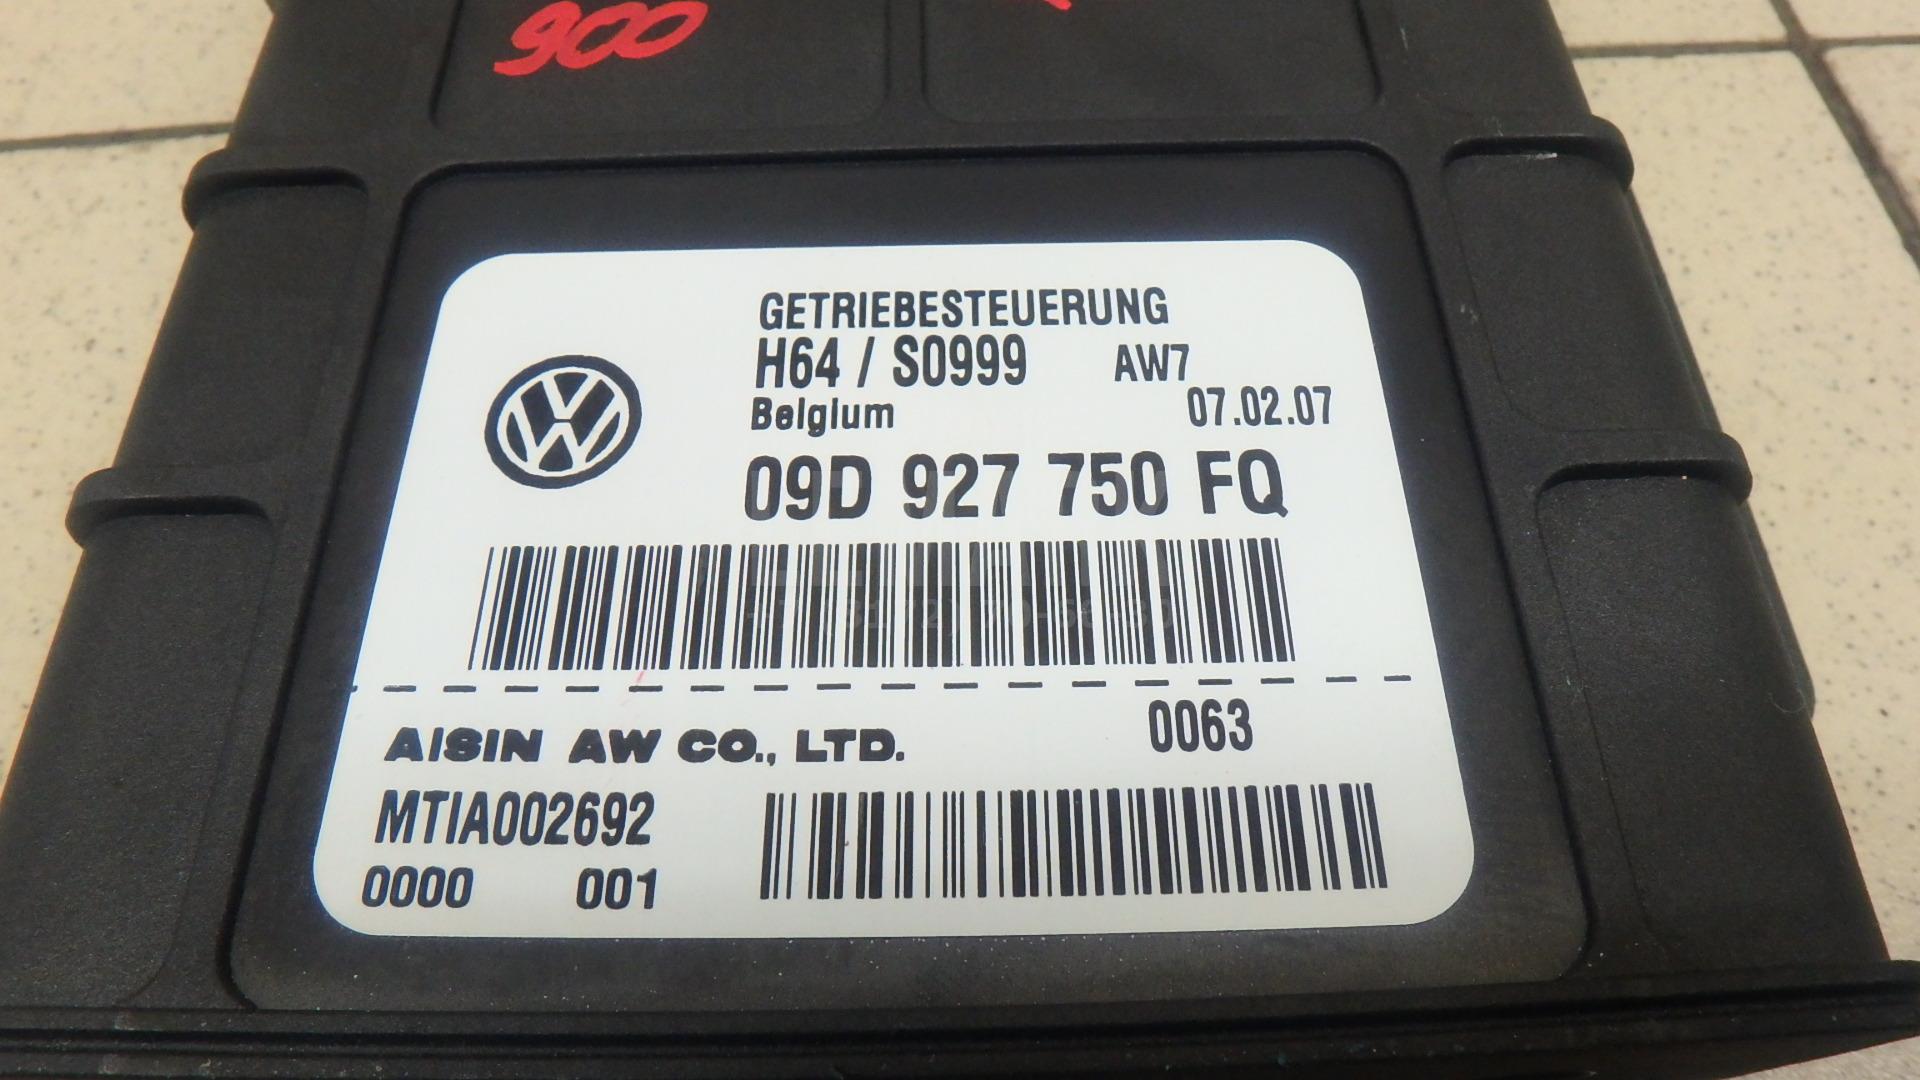 900
GETRIEBESTEUERUNG
H64 / S0999 AW7
Belgium 07.02.07
09D 927 750 FQ
0063
AISIN AW CO., LTD.
MTIA002692
0000 001